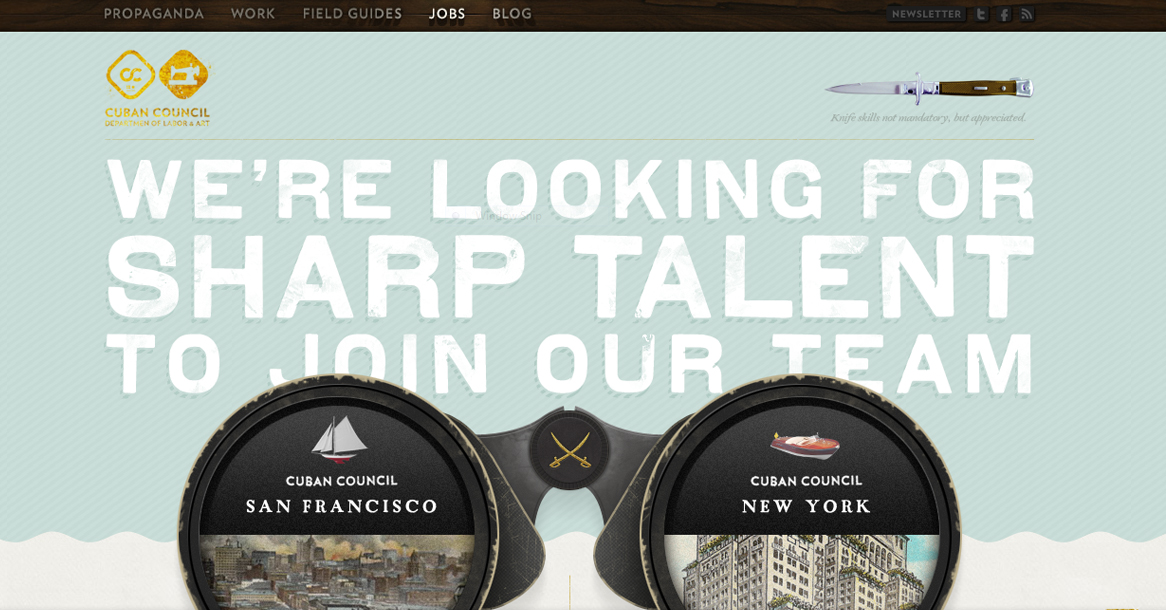 PROPAGANDA WORK FIELD GUIDES JOBS BLOG NEWSLETTER
CC
CUBAN COUNCIL
DEPARTMEN OF LABOR & ART
Knife skills not mandatory, but appreciated.
WE'RE LOOKING FOR
SHARP TALENT
TO JOIN OUR TEAM
CUBAN COUNCIL
SAN FRANCISCO
CUBAN COUNCIL
NEW YORK